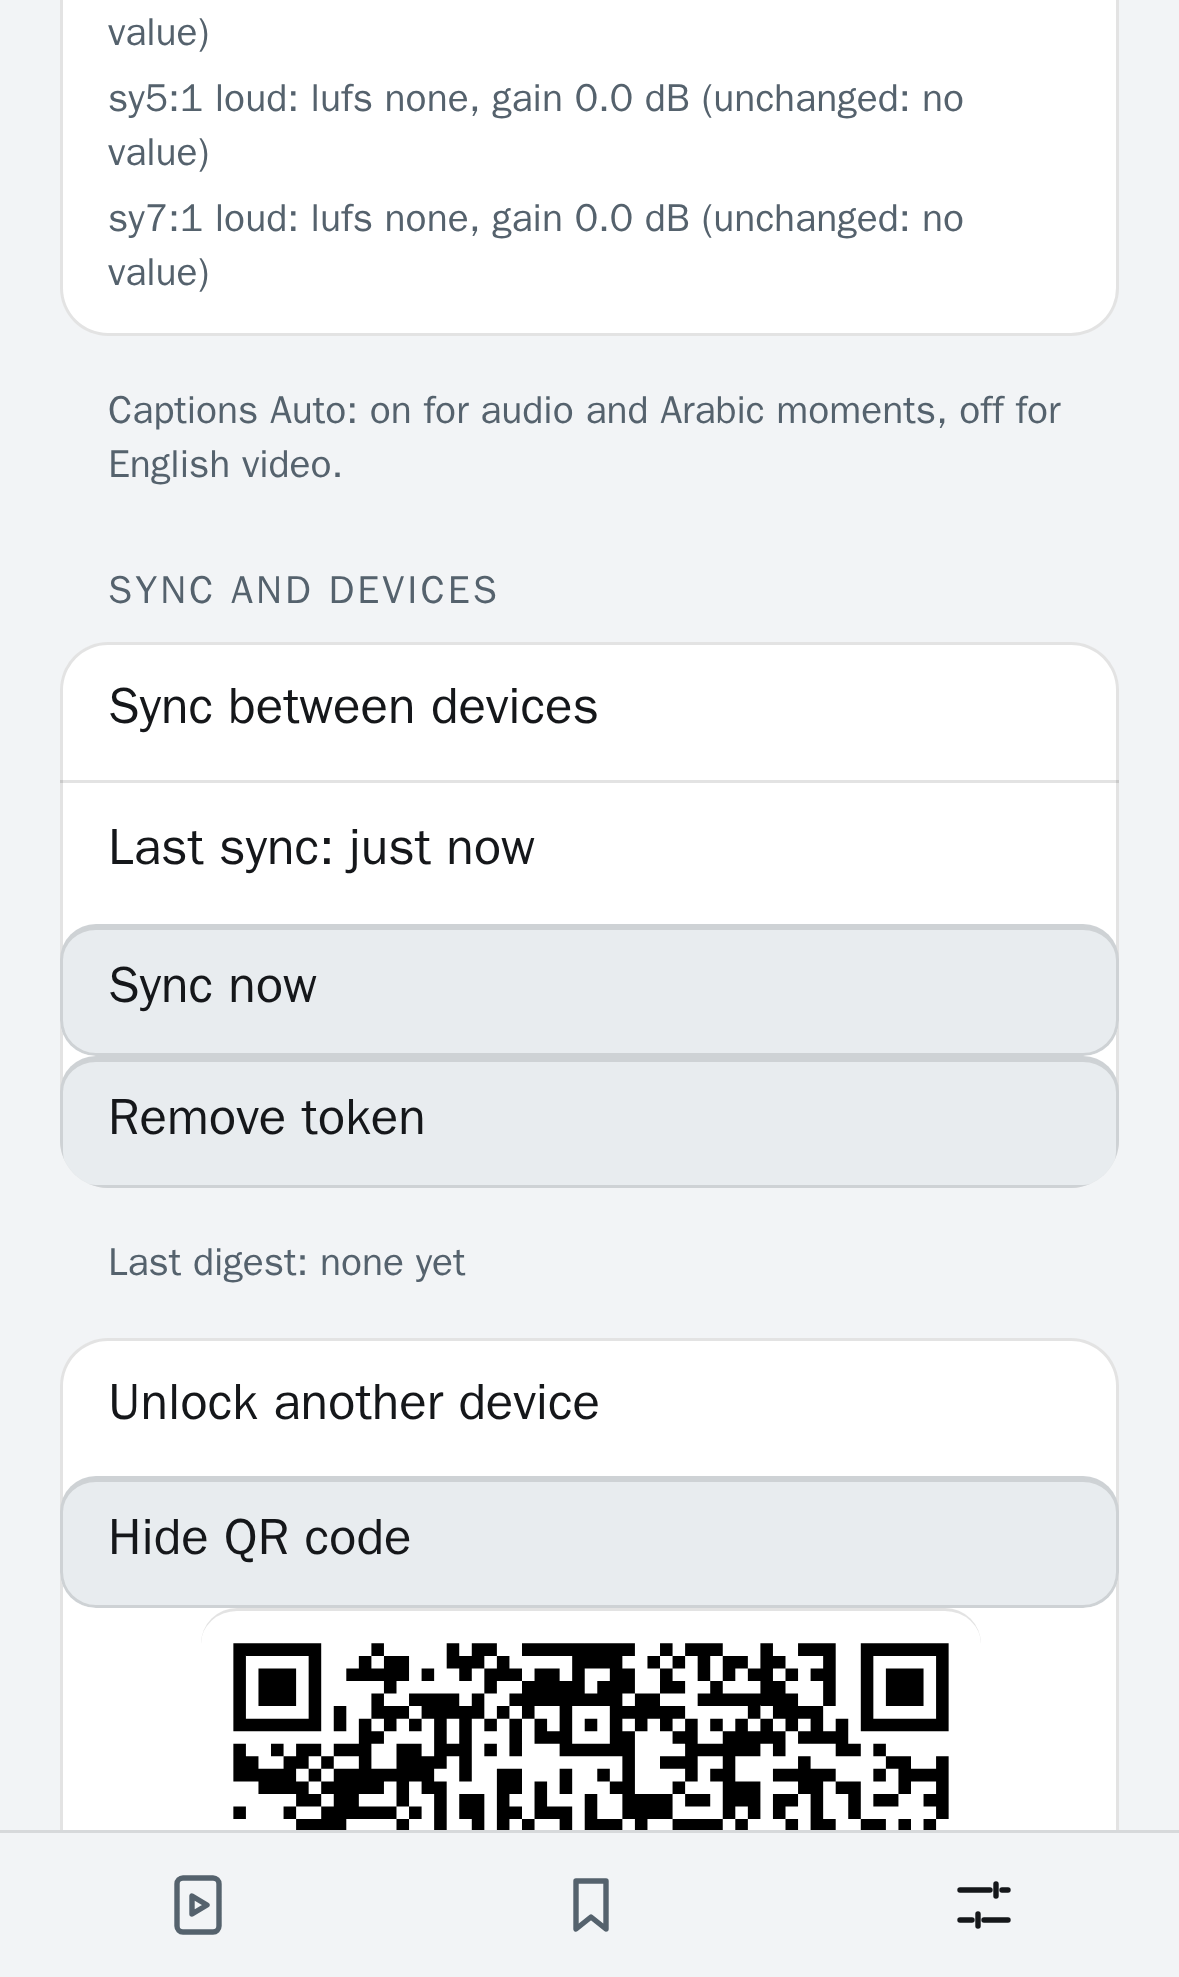 value)
sy5:1 loud: lufs none, gain 0.0 dB (unchanged: no
value)
sy7:1 loud: lufs none, gain 0.0 dB (unchanged: no
value)
Captions Auto: on for audio and Arabic moments, off for
English video.
SYNC AND DEVICES
Sync between devices
Last sync: just now
Sync now
Remove token
Last digest: none yet
Unlock another device
Hide QR code